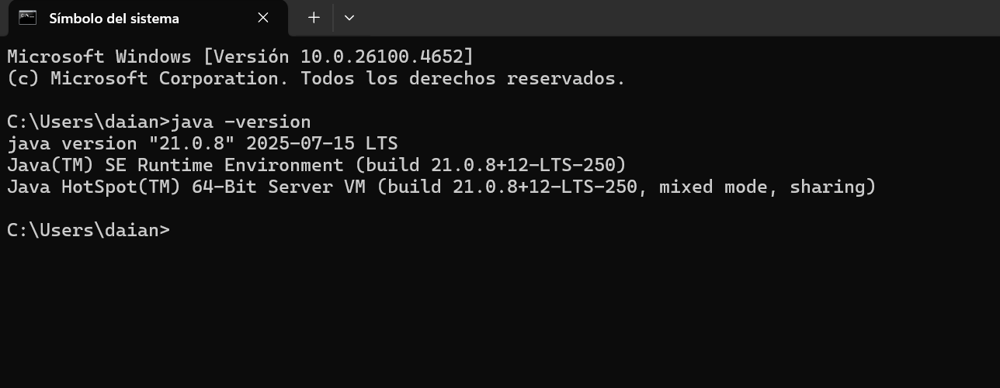 Símbolo del sistema
Microsoft Windows [Versión 10.0.26100.4652]
(c) Microsoft Corporation. Todos los derechos reservados.
C:\Users\daian>java -version
java version "21.0.8" 2025-07-15 LTS
Java(TM) SE Runtime Environment (build 21.0.8+12-LTS-250)
Java HotSpot(TM) 64-Bit Server VM (build 21.0.8+12-LTS-250, mixed mode, sharing)
C:\Users\daian>